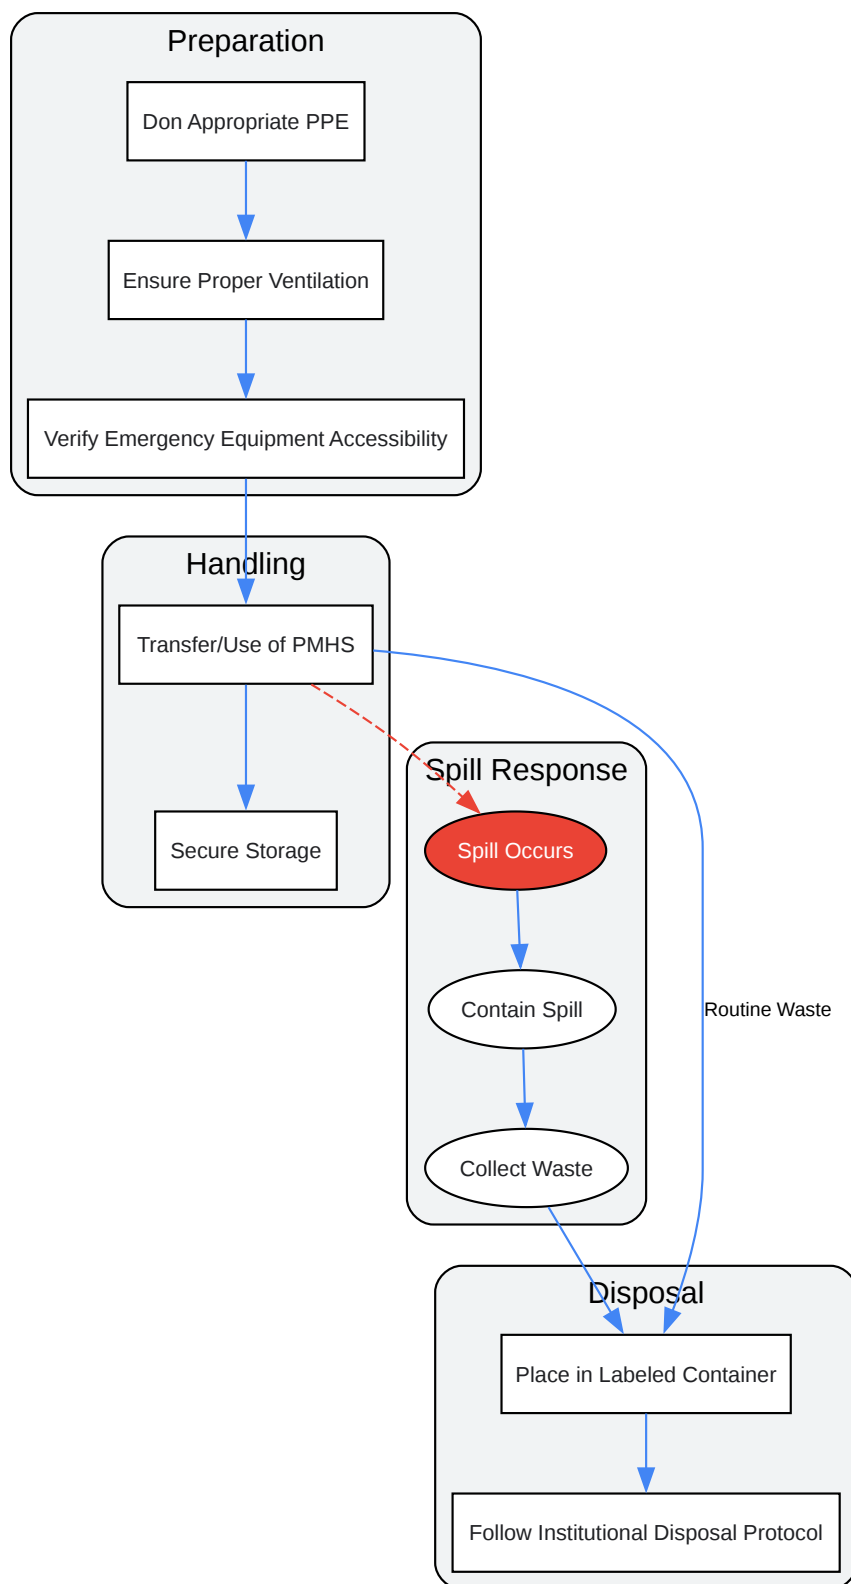 Preparation
Don Appropriate PPE
Ensure Proper Ventilation
Verify Emergency Equipment Accessibility
Handling
Transfer/Use of PMHS
Secure Storage
Spill Response
Spill Occurs
Contain Spill
Routine Waste
Collect Waste
Disposal
Place in Labeled Container
Follow Institutional Disposal Protocol